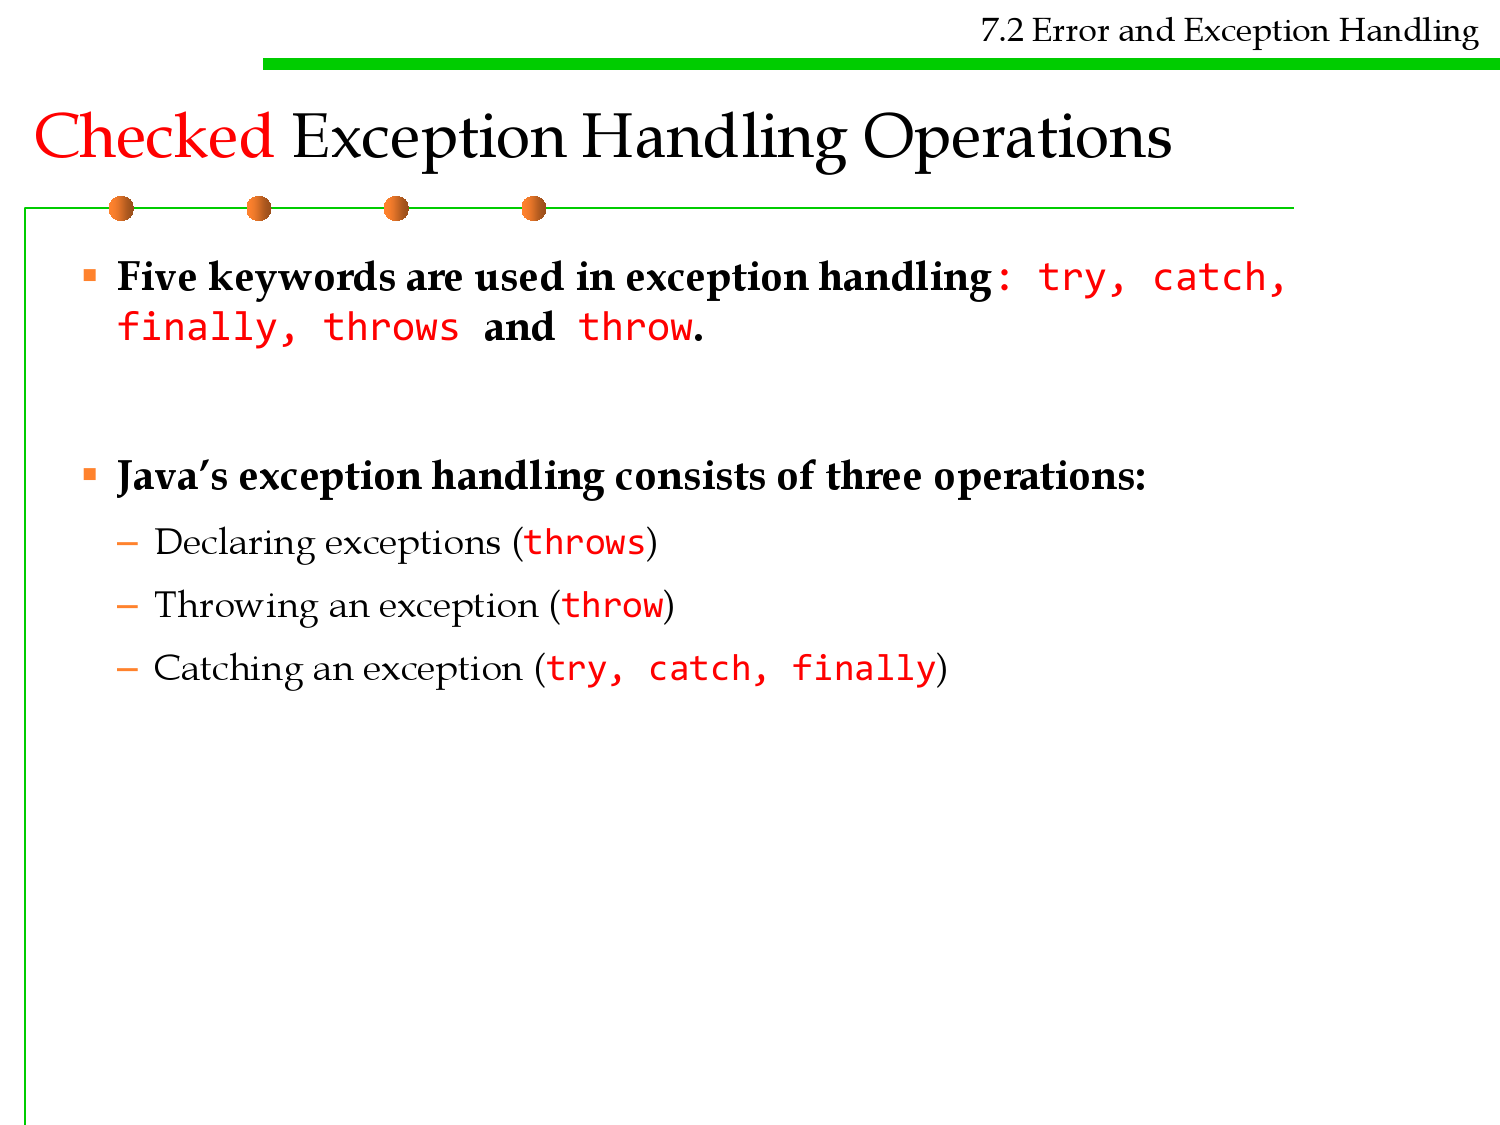 7.2 Error and Exception Handling
Checked Exception Handling Operations
▪ Five keywords are used in exception handling: try, catch,
finally, throws and throw.
▪ Java’s exception handling consists of three operations:
– Declaring exceptions (throws)
– Throwing an exception (throw)
– Catching an exception (try, catch, finally)